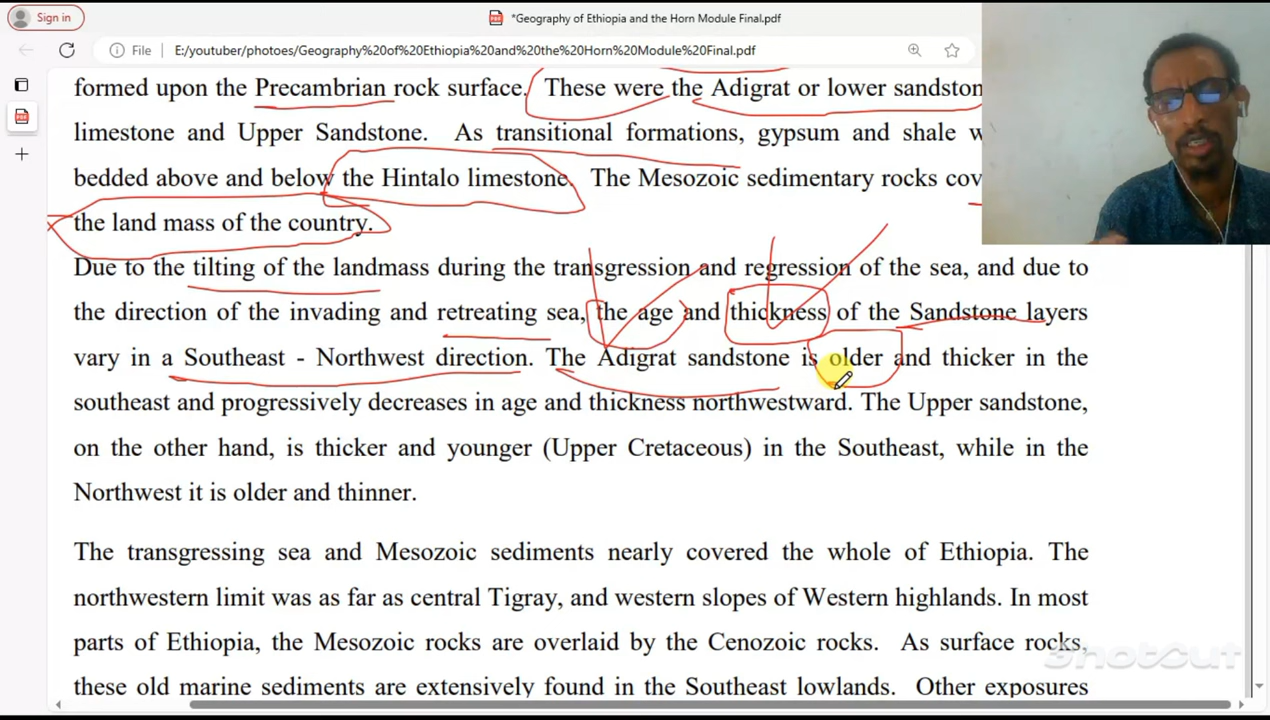 Sign in
*Geography of Ethiopia and the Horn Module Final.pdf
File E:/youtuber/photoes/Geography%20of%20Ethiopia%20and%20the%20Horn%20Module%20Final.pdf
formed upon the Precambrian rock surface. These were the Adigrat or lower sandston
limestone and Upper Sandstone. As transitional formations, gypsum and shale w
bedded above and below the Hintalo limestone. The Mesozoic sedimentary rocks cov
the land mass of the country.
Due to the tilting of the landmass during the transgression and regression of the sea, and due to
the direction of the invading and retreating sea, the age and thickness of the Sandstone layers
vary in a Southeast - Northwest direction. The Adigrat sandstone is older and thicker in the
southeast and progressively decreases in age and thickness northwestward. The Upper sandstone,
on the other hand, is thicker and younger (Upper Cretaceous) in the Southeast, while in the
Northwest it is older and thinner.
The transgressing sea and Mesozoic sediments nearly covered the whole of Ethiopia. The
northwestern limit was as far as central Tigray, and western slopes of Western highlands. In most
parts of Ethiopia, the Mesozoic rocks are overlaid by the Cenozoic rocks. As surface rocks,
these old marine sediments are extensively found in the Southeast lowlands. Other exposures